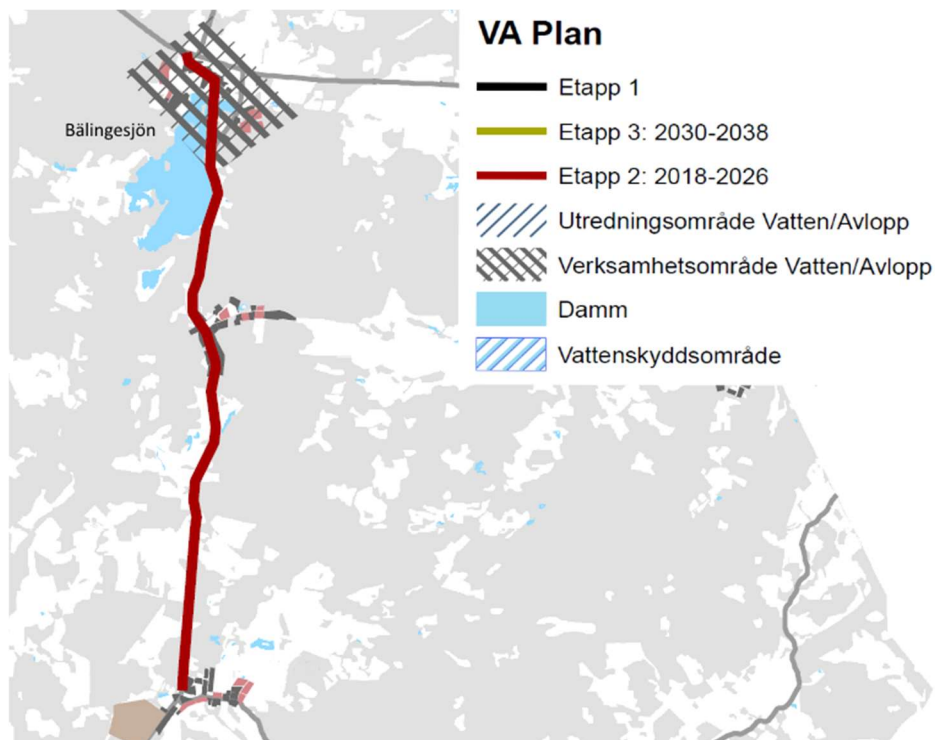 VA Plan
Etapp 1
Etapp 3: 2030-2038
Etapp 2: 2018-2026
Utredningsområde Vatten/Avlopp
Verksamhetsområde Vatten/Avlopp
Damm
Vattenskyddsområde
Bälingesjön